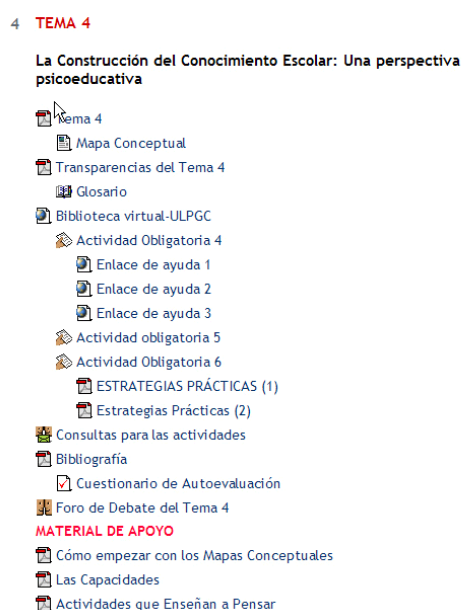 4 TEMA 4
La Construcción del Conocimiento Escolar: Una perspectiva
psicoeducativa
Tema 4
Mapa Conceptual
Transparencias del Tema 4
Glosario
Biblioteca virtual-ULPGC
Actividad Obligatoria 4
Enlace de ayuda 1
Enlace de ayuda 2
Enlace de ayuda 3
Actividad obligatoria 5
Actividad Obligatoria 6
ESTRATEGIAS PRÁCTICAS (1)
Estrategias Prácticas (2)
Consultas para las actividades
Bibliografía
Cuestionario de Autoevaluación
Foro de Debate del Tema 4
MATERIAL DE APOYO
Cómo empezar con los Mapas Conceptuales
Las Capacidades
Actividades que Enseñan a Pensar